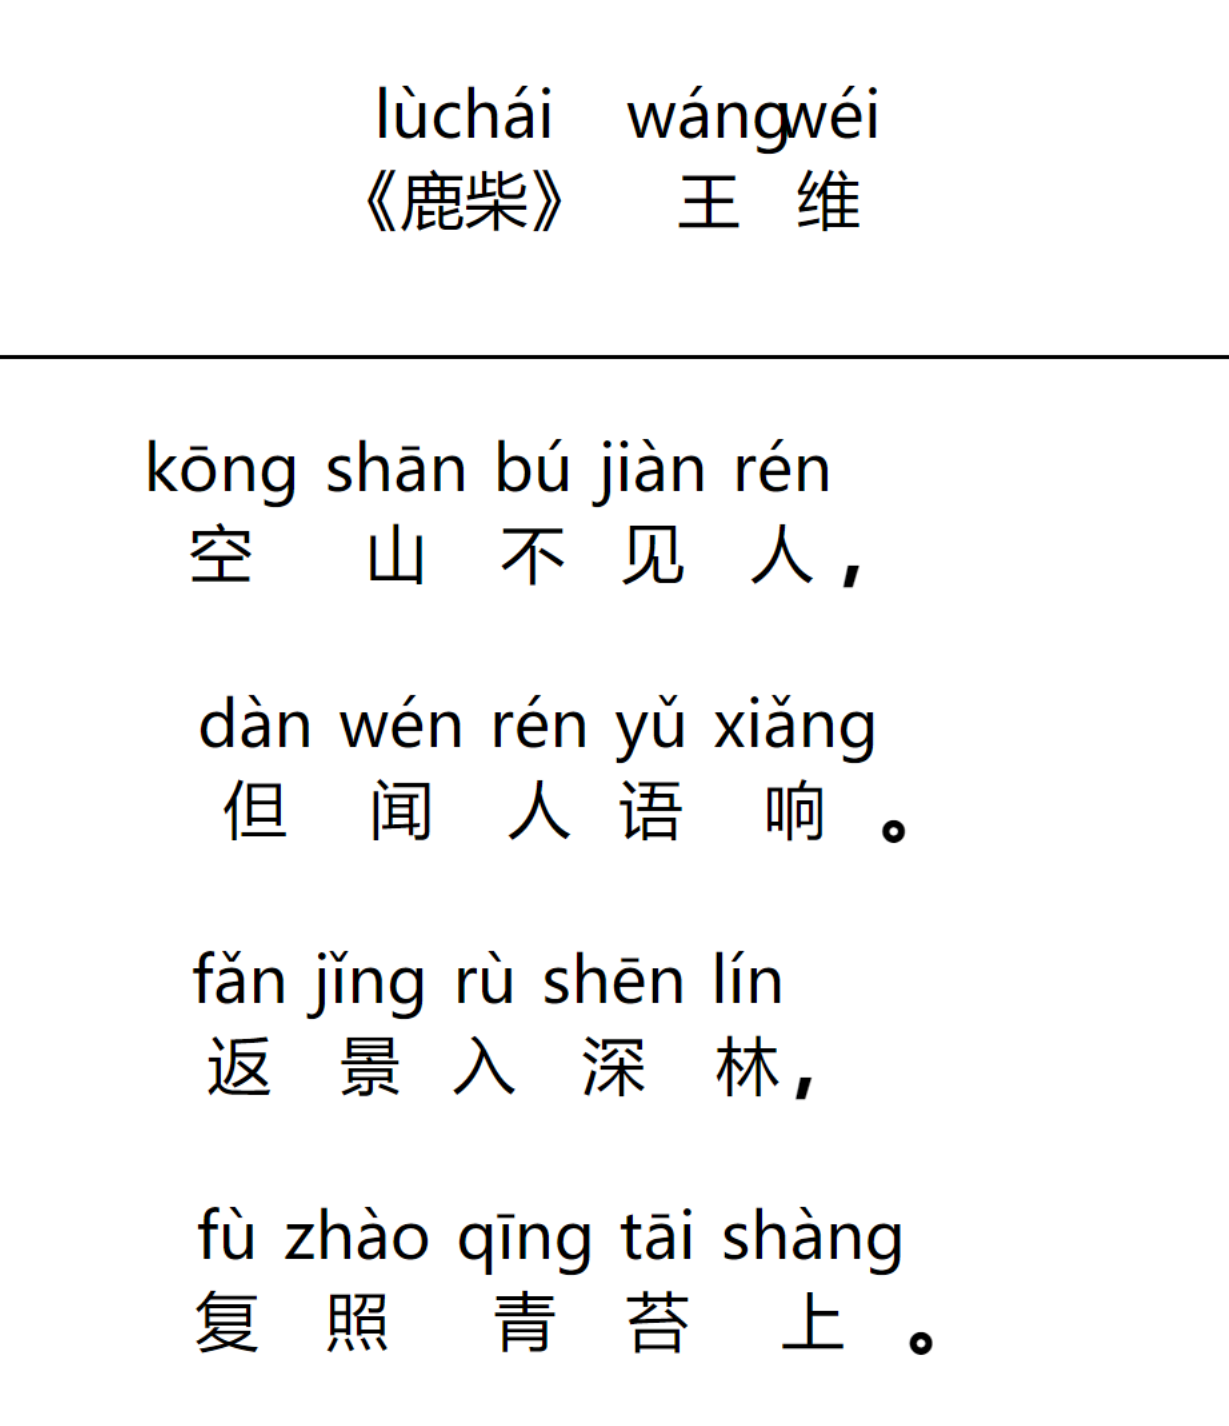 lùchái wángwéi
《鹿柴》 王 维
kōng shān bú jiàn rén
空 山 不 见 人，
dàn wén rén yǔ xiǎng
但 闻 人 语 响 。
fǎn jǐng rù shēn lín
返 景 入 深 林，
fù zhào qīng tāi shàng
复 照 青 苔 上 。